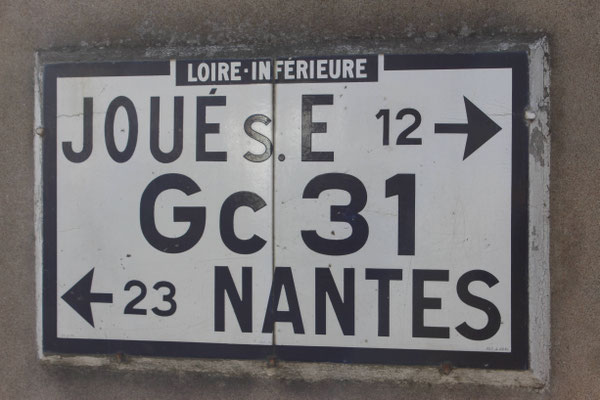 LOIRE·INFÉRIEURE
JOUÉ S. E 12
Gc 31
23 NANTES